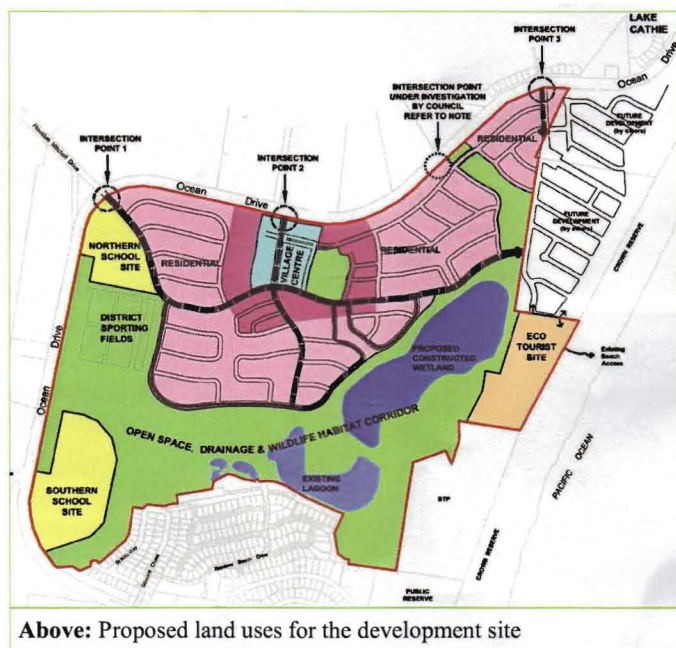 LAKE
CATHIE
INTERSECTION
POINT 3
Ocean
Drive
INTERSECTION POINT
UNDER INVESTIGATION
BY COUNCIL
REFER TO NOTE
FUTURE
DEVELOPMENT
(by others)
RESIDENTIAL
INTERSECTION
POINT 1
INTERSECTION
POINT 2
Ocean
Drive
NORTHERN
SCHOOL
SITE
RESIDENTIAL
VILLAGE
CENTRE
RESIDENTIAL
FUTURE
DEVELOPMENT
(by others)
CROWN RESERVE
DISTRICT
SPORTING
FIELDS
Ocean Drive
PROPOSED
CONSTRUCTED
WETLAND
ECO
TOURIST
SITE
Existing
Beach
Access
OPEN SPACE, DRAINAGE & WILDLIFE HABITAT CORRIDOR
PACIFIC OCEAN
SOUTHERN
SCHOOL
SITE
EXISTING
LAGOON
STP
CROWN RESERVE
PUBLIC
RESERVE
Above: Proposed land uses for the development site